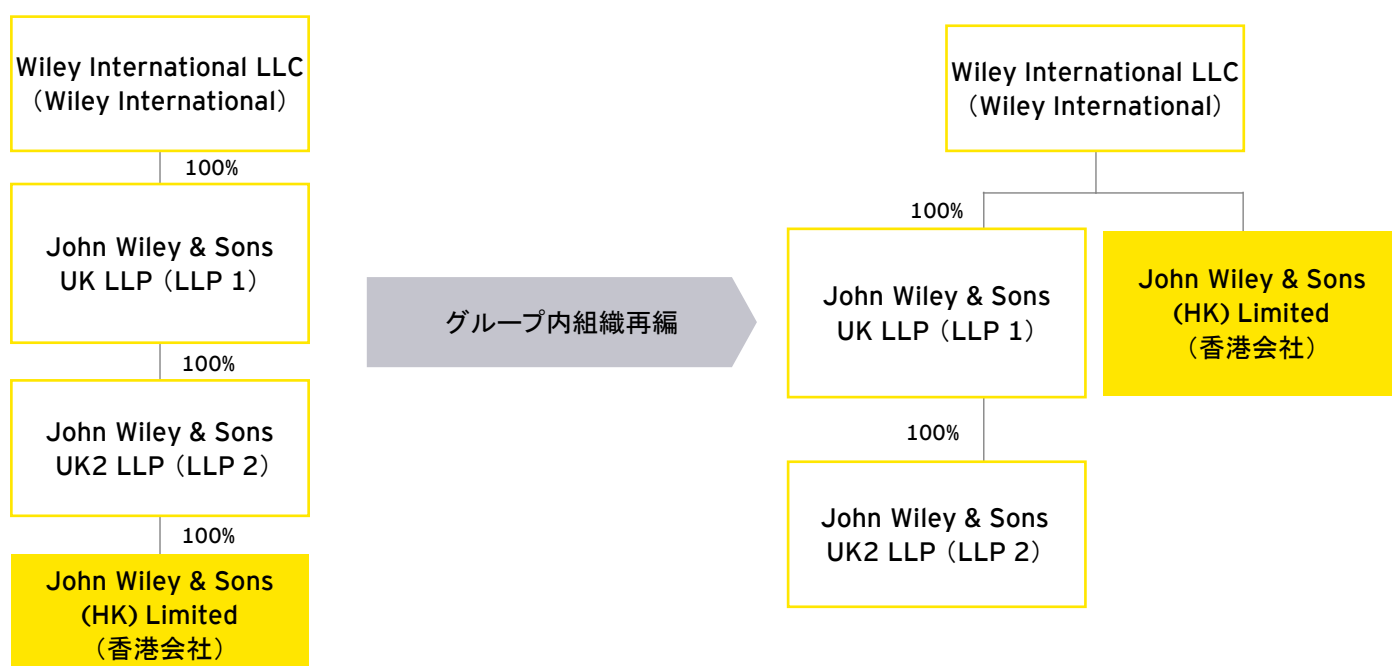 Wiley International LLC
（Wiley International）
100%
John Wiley & Sons
UK LLP（LLP 1）
100%
John Wiley & Sons
UK2 LLP（LLP 2）
100%
John Wiley & Sons
(HK) Limited
（香港会社）
グループ内組織再編
Wiley International LLC
（Wiley International）
100%
John Wiley & Sons
UK LLP（LLP 1）
John Wiley & Sons
(HK) Limited
（香港会社）
100%
John Wiley & Sons
UK2 LLP（LLP 2）